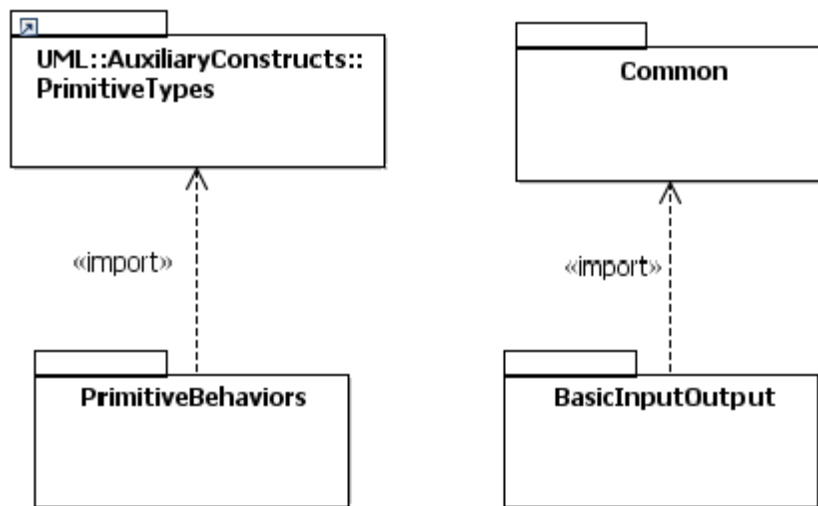 UML::AuxiliaryConstructs::
PrimitiveTypes
Common
«import»
«import»
PrimitiveBehaviors
BasicInputOutput